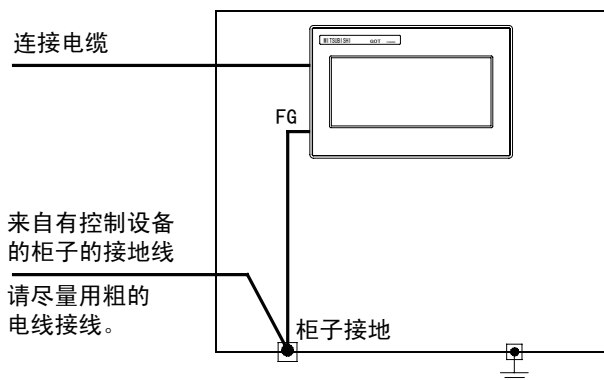 连接电缆
MITSUBISHI GOT
FG
来自有控制设备
的柜子的接地线
请尽量用粗的
电线接线。
柜子接地